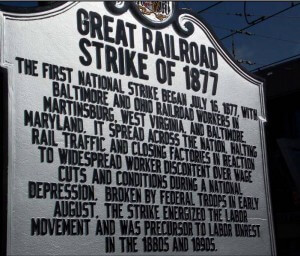 GREAT RAILROAD
STRIKE OF 1877
THE FIRST NATIONAL STRIKE BEGAN JULY 16, 1877, WITH
BALTIMORE AND OHIO RAILROAD WORKERS IN
MARTINSBURG, WEST VIRGINIA, AND BALTIMORE,
MARYLAND. IT SPREAD ACROSS THE NATION, HALTING
RAIL TRAFFIC AND CLOSING FACTORIES IN REACTION
TO WIDESPREAD WORKER DISCONTENT OVER WAGE
CUTS AND CONDITIONS DURING A NATIONAL
DEPRESSION. BROKEN BY FEDERAL TROOPS IN EARLY
AUGUST, THE STRIKE ENERGIZED THE LABOR
MOVEMENT AND WAS PRECURSOR TO LABOR UNREST
IN THE 1880S AND 1890S.